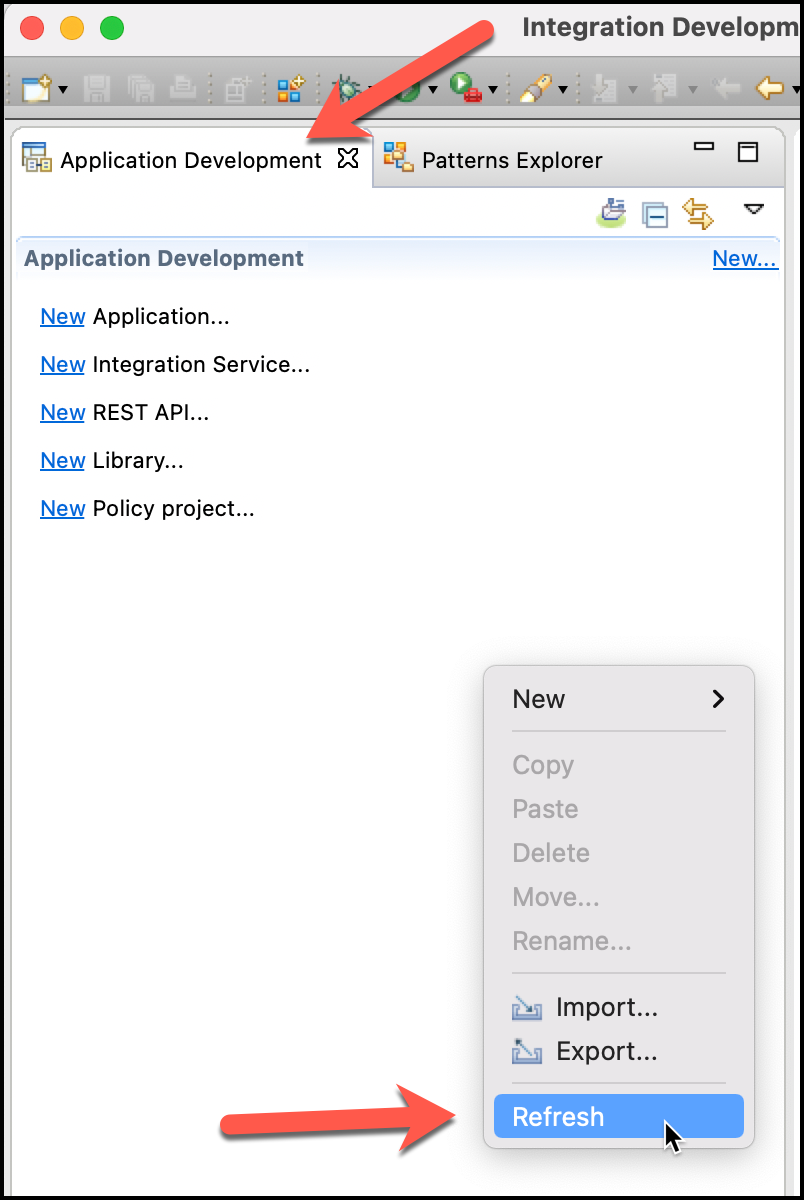 Integration Developm
Application Development
Patterns Explorer
Application Development
New...
New Application...
New Integration Service...
New REST API...
New Library...
New Policy project...
New
Copy
Paste
Delete
Move...
Rename...
Import...
Export...
Refresh